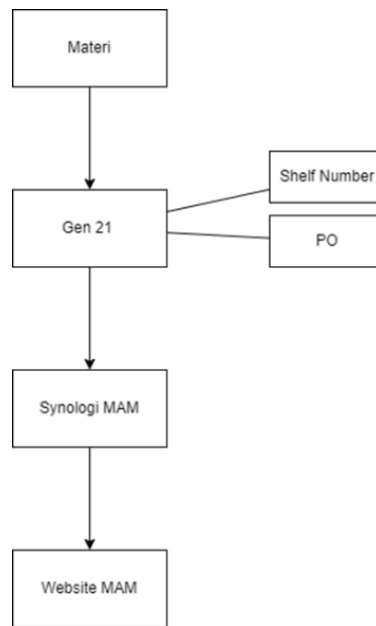 Materi
Shelf Number
Gen 21
PO
Synologi MAM
Website MAM